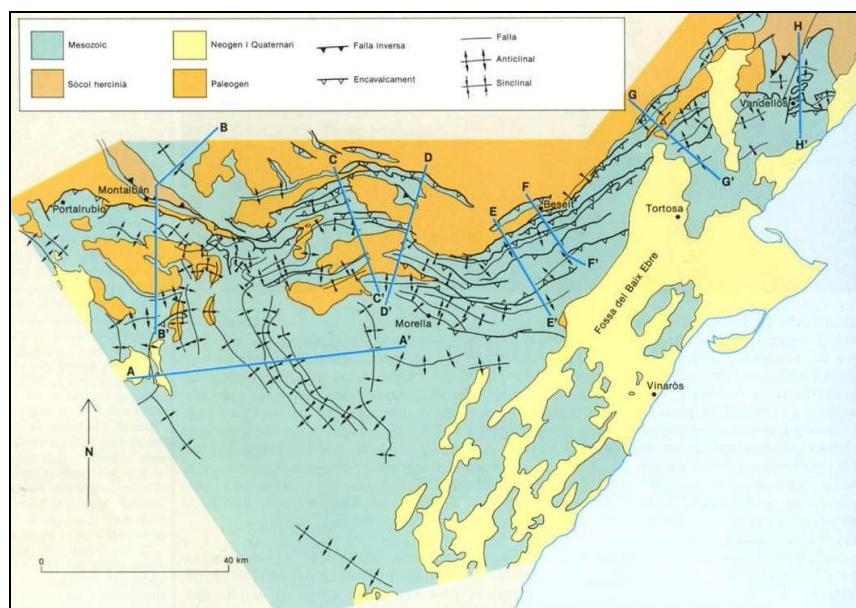 Mesozoic
Neogen i Quaternari
Falla inversa
Falla
Anticlinal
Sòcol hercinià
Paleogen
Encavalcament
Sinclinal
H
B
G
Vandellòs
H'
C
D
Montalbán
F
G'
Portalrubio
Beseit
E
Tortosa
F'
C'
D'
Fossa del Baix Ebre
Morella
E'
B'
A'
A
Vinaròs
N
0
40 km